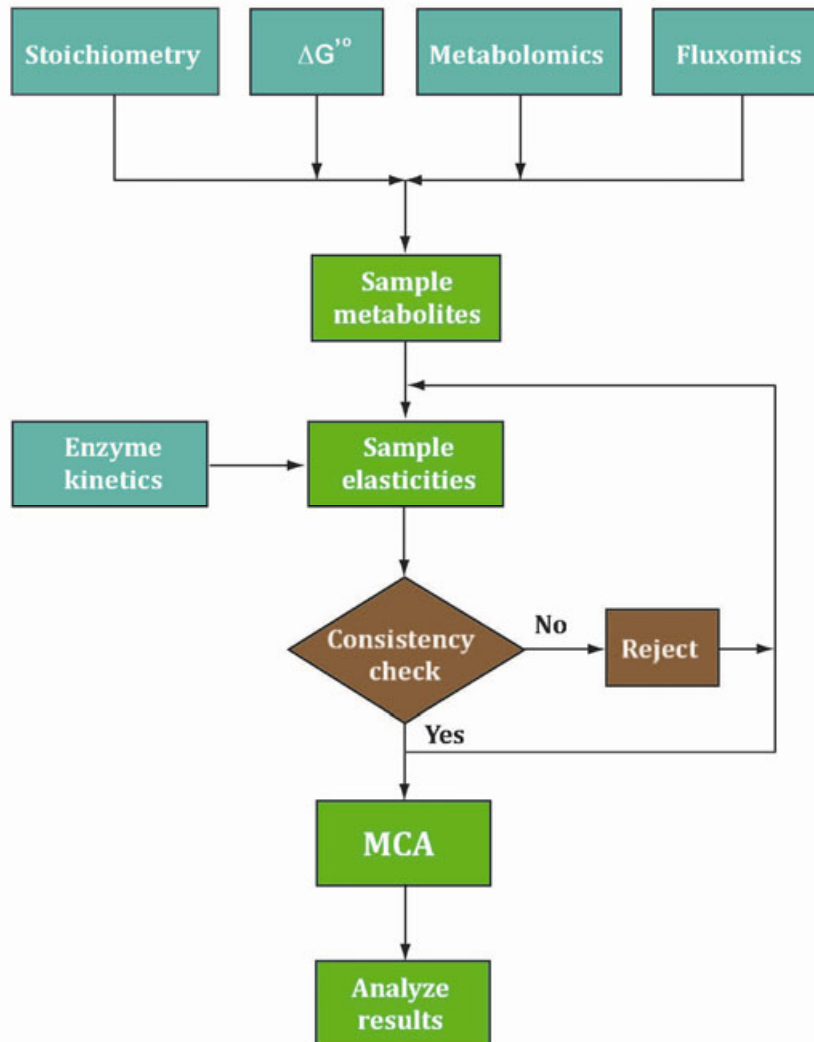 Stoichiometry
ΔG'º
Metabolomics
Fluxomics
Sample
metabolites
Enzyme
kinetics
Sample
elasticities
Consistency
check
No
Reject
Yes
MCA
Analyze
results